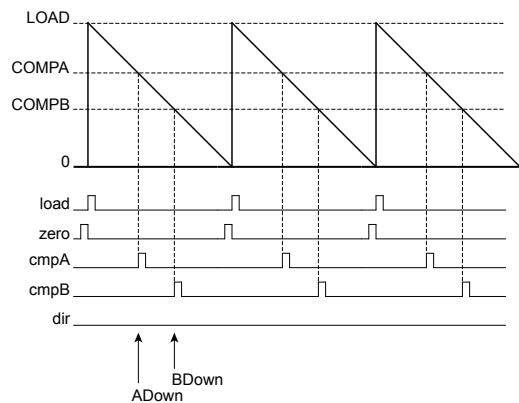 LOAD
COMPA
COMPB
0
load
zero
cmpA
cmpB
dir
BDown
ADown